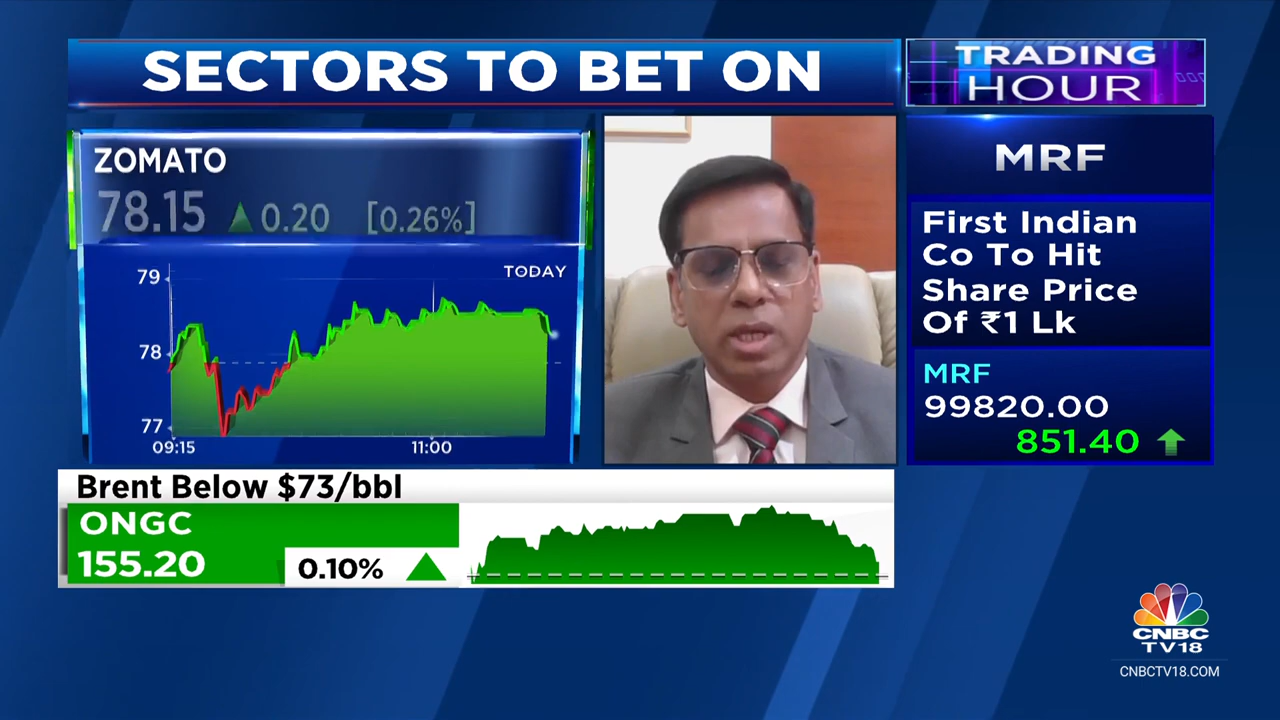 SECTORS TO BET ON
TRADING
HOUR
ZOMATO
78.15 ▲ 0.20 [0.26%]
TODAY
79
78
77
09:15 11:00
MRF
First Indian
Co To Hit
Share Price
Of ₹1 Lk
MRF
99820.00
851.40
Brent Below $73/bbl
ONGC
155.20
0.10%
CNBC
TV18
CNBCTV18.COM